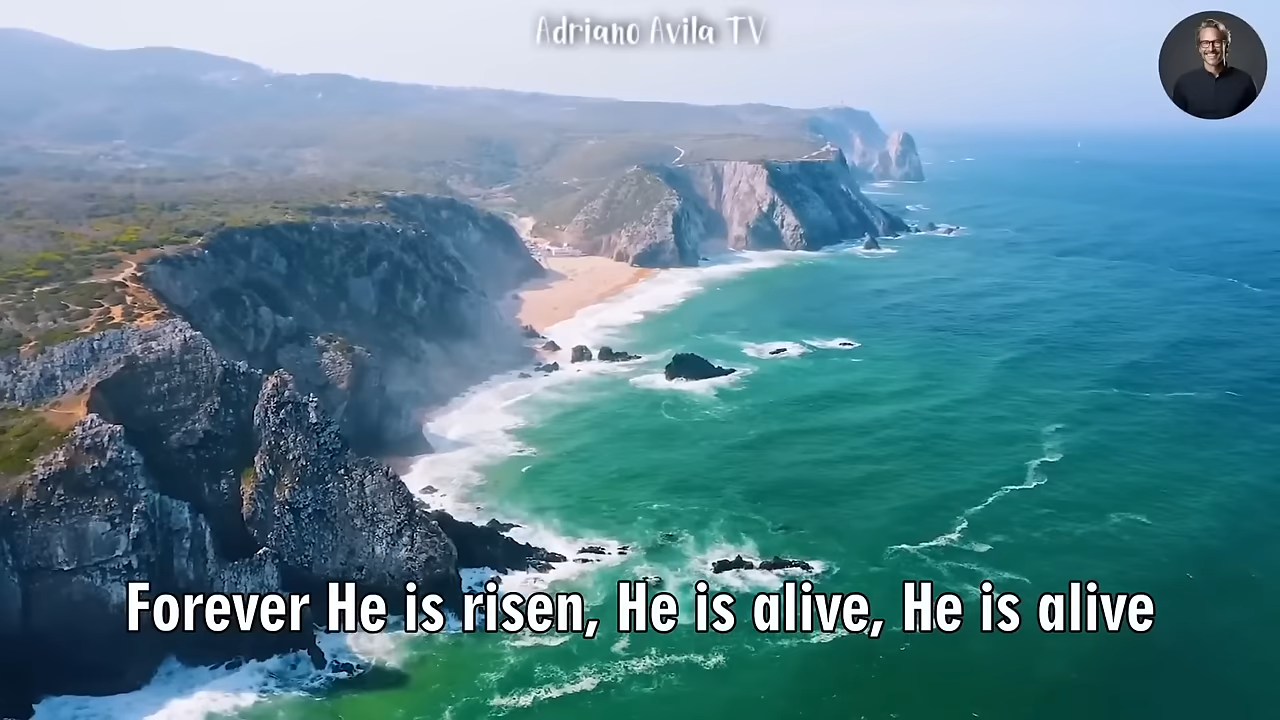 Adriano Avila TV
Forever He is risen, He is alive, He is alive